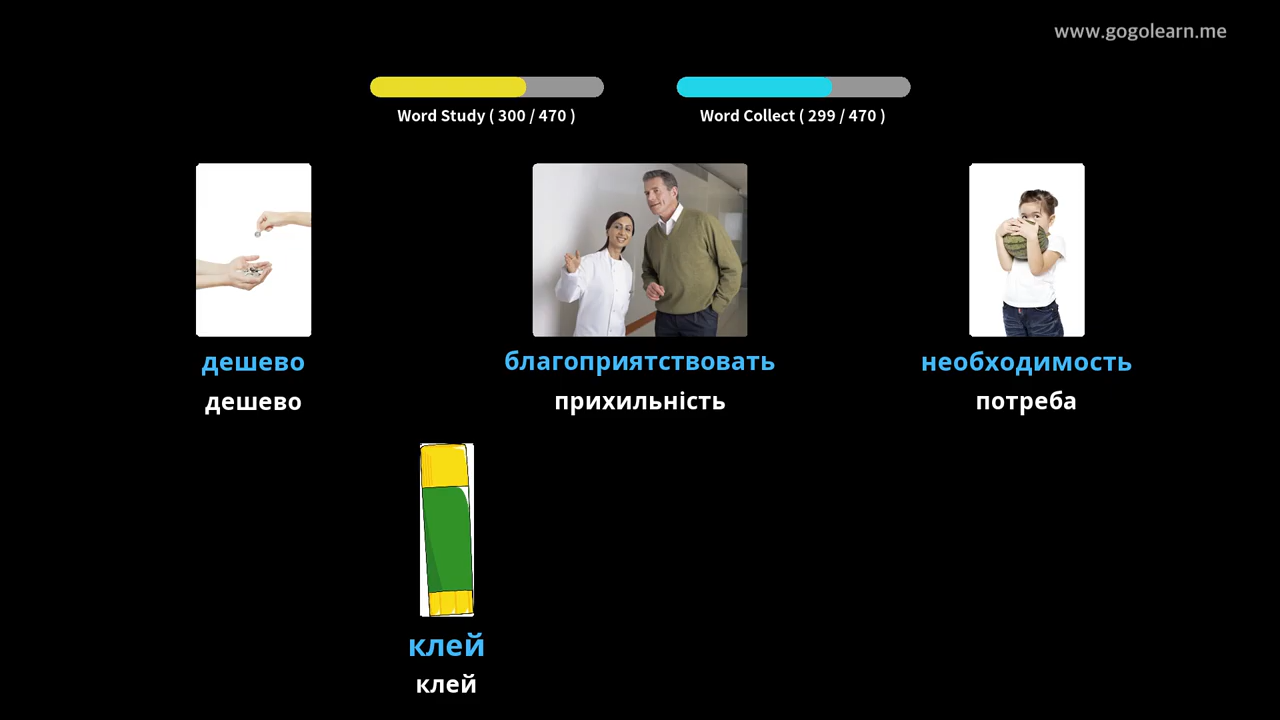 www.gogolearn.me
Word Study ( 300 / 470 )
Word Collect ( 299 / 470 )
дешево
дешево
благоприятствовать
прихильність
необходимость
потреба
клей
клей